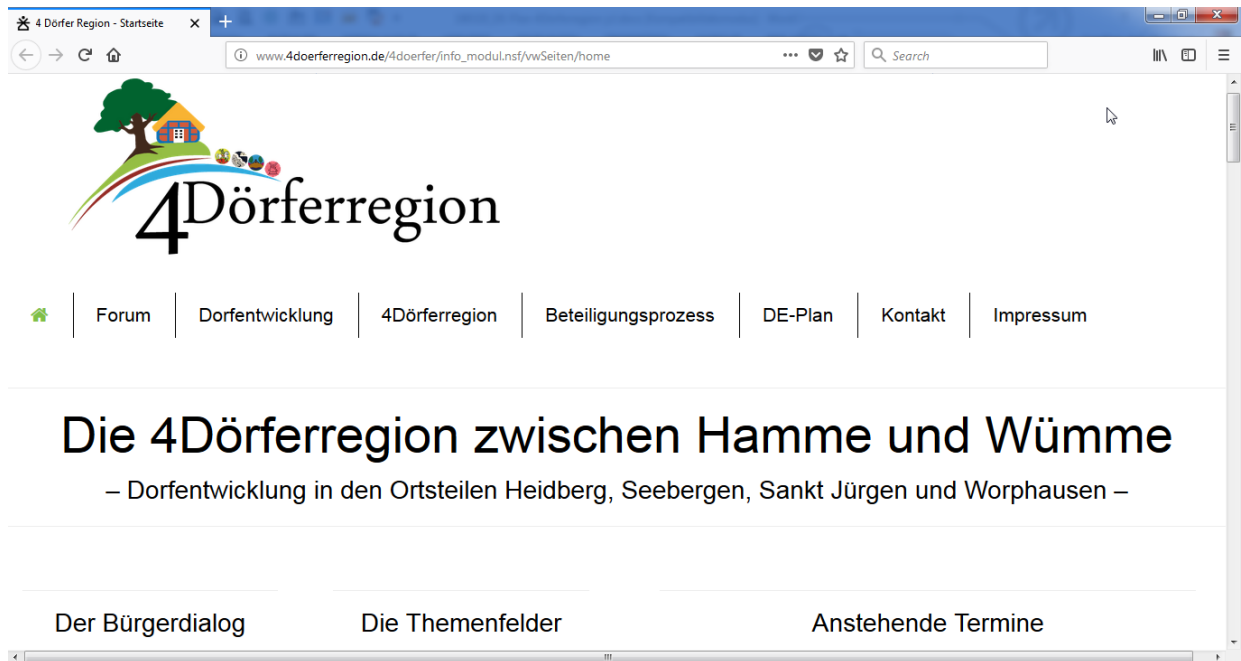 4 Dörfer Region - Startseite
www.4doerferregion.de/4doerfer/info_modul.nsf/vwSeiten/home
Search
4Dörferregion
Forum
Dorfentwicklung
4Dörferregion
Beteiligungsprozess
DE-Plan
Kontakt
Impressum
Die 4Dörferregion zwischen Hamme und Wümme
– Dorfentwicklung in den Ortsteilen Heidberg, Seebergen, Sankt Jürgen und Worphausen –
Der Bürgerdialog
Die Themenfelder
Anstehende Termine